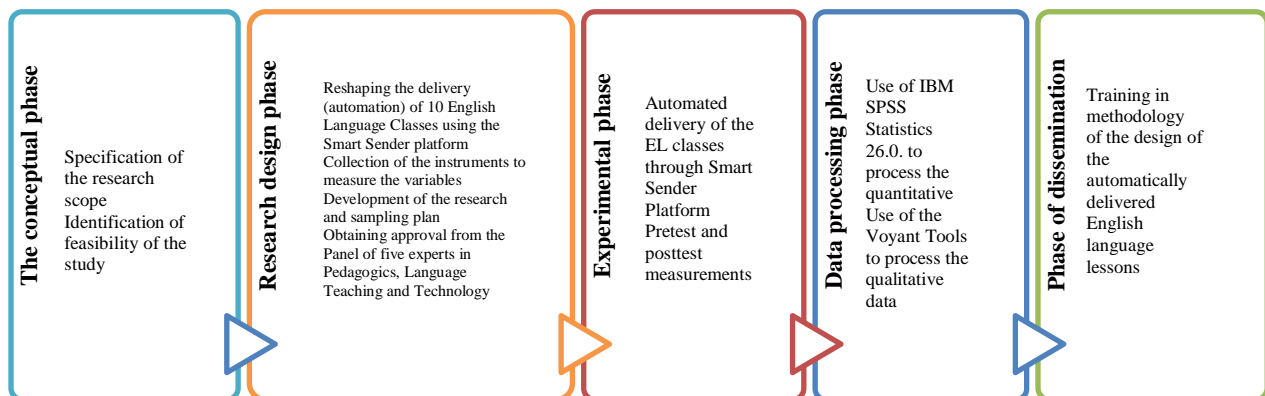 The conceptual phase
Specification of
the research
scope
Identification of
feasibility of the
study
Research design phase
Reshaping the delivery
(automation) of 10 English
Language Classes using the
Smart Sender platform
Collection of the instruments to
measure the variables
Development of the research
and sampling plan
Obtaining approval from the
Panel of five experts in
Pedagogics, Language
Teaching and Technology
Experimental phase
Automated
delivery of the
EL classes
through Smart
Sender
Platform
Pretest and
posttest
measurements
Data processing phase
Use of IBM
SPSS
Statistics
26.0. to
process the
quantitative
Use of the
Voyant Tools
to process the
qualitative
data
Phase of dissemination
Training in
methodology
of the design of
the
automatically
delivered
English
language
lessons